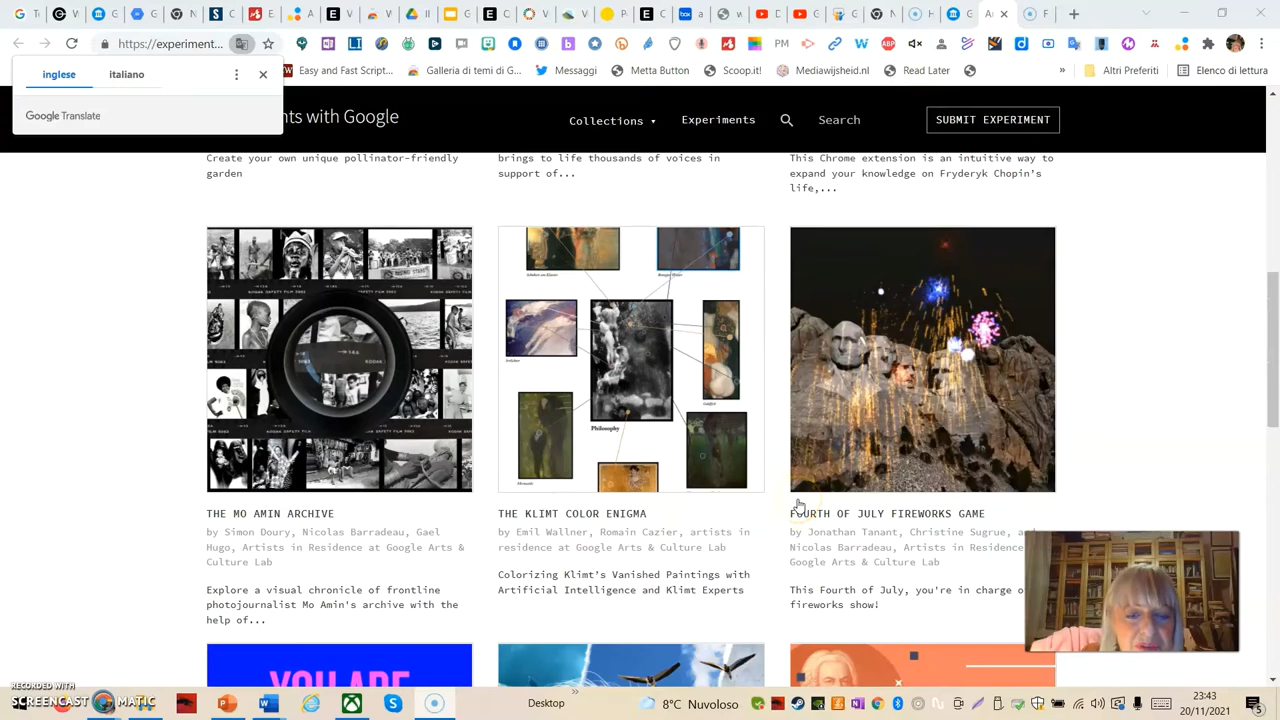 https://experiment
inglese
italiano
Google Translate
Easy and Fast Script...
Galleria di temi di G...
Messaggi
Metta Button
Scoop.it!
Mediawijsheid.nl
Read Later
»
Altri Preferiti
Elenco di lettura
nts with Google
Collections
Experiments
Search
SUBMIT EXPERIMENT
Create your own unique pollinator-friendly
garden
brings to life thousands of voices in
support of...
This Chrome extension is an intuitive way to
expand your knowledge on Fryderyk Chopin's
life,...
Philosophy
THE MO AMIN ARCHIVE
by Simon Doury, Nicolas Barradeau, Gael
Hugo, Artists in Residence at Google Arts &
Culture Lab
Explore a visual chronicle of frontline
photojournalist Mo Amin's archive with the
help of...
THE KLIMT COLOR ENIGMA
by Emil Wallner, Romain Cazier, artists in
residence at Google Arts & Culture Lab
Colorizing Klimt's Vanished Paintings with
Artificial Intelligence and Klimt Experts
FOURTH OF JULY FIREWORKS GAME
by Jonathan Tanant, Christine Sugrue, an
Nicolas Barradeau, Artists in Residence
Google Arts & Culture Lab
This Fourth of July, you're in charge o
fireworks show!
YOU ARE
RECORDED WITH
SCREENCAST MATIC
Desktop
8°C Nuvoloso
23:43
20/11/2021